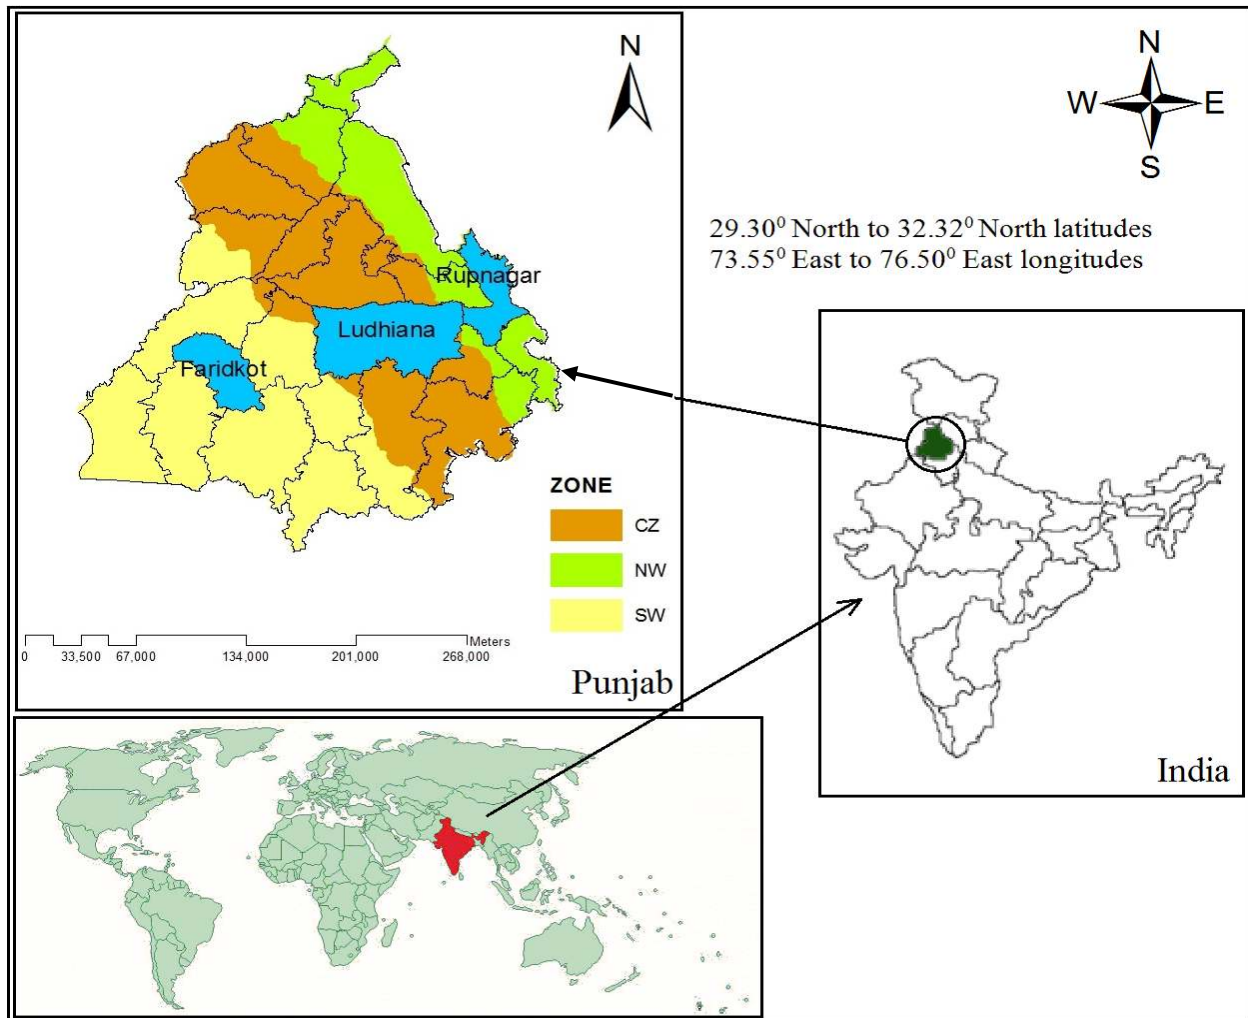 N
Rupnagar
Ludhiana
Faridkot
ZONE
CZ
NW
SW
Meters
0 33,500 67,000 134,000 201,000 268,000
Punjab
N
W E
S
29.30⁰ North to 32.32⁰ North latitudes
73.55⁰ East to 76.50⁰ East longitudes
India